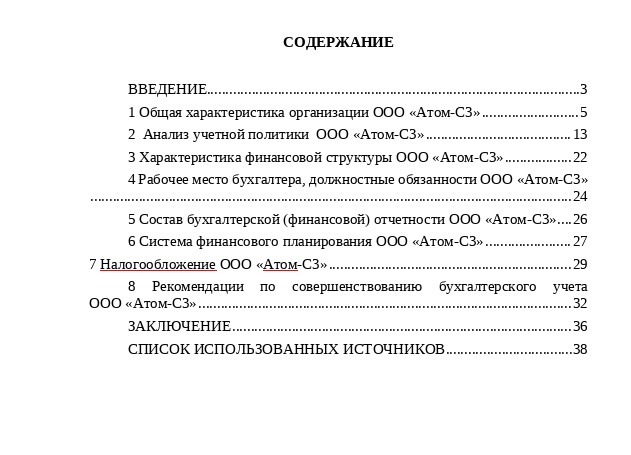 СОДЕРЖАНИЕ
ВВЕДЕНИЕ.......................................................................................................3
1 Общая характеристика организации ООО «Атом-СЗ»..........................5
2  Анализ учетной политики  ООО «Атом-СЗ»......................................13
3 Характеристика финансовой структуры ООО «Атом-СЗ»..................22
4 Рабочее место бухгалтера, должностные обязанности ООО «Атом-СЗ»
................................................................................................................................24
5 Состав бухгалтерской (финансовой) отчетности ООО «Атом-СЗ»....26
6 Система финансового планирования ООО «Атом-СЗ».......................27
7 Налогообложение ООО «Атом-СЗ»................................................................29
8 Рекомендации по совершенствованию бухгалтерского учета
ООО «Атом-СЗ»....................................................................................................32
ЗАКЛЮЧЕНИЕ..........................................................................................36
СПИСОК ИСПОЛЬЗОВАННЫХ ИСТОЧНИКОВ..................................38